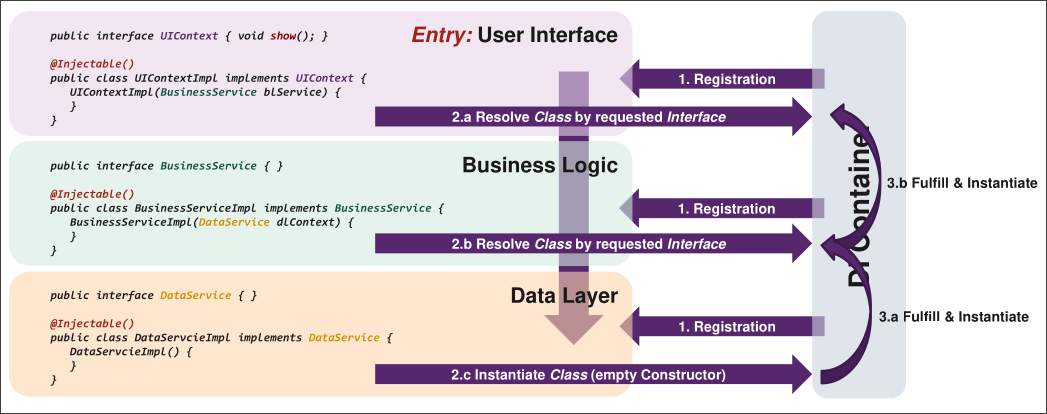 public interface UIContext { void show(); }
Entry: User Interface
@Injectable()
public class UIContextImpl implements UIContext {
UIContextImpl(BusinessService blService) {
}
}
1. Registration
2.a Resolve Class by requested Interface
public interface BusinessService { }
Business Logic
@Injectable()
public class BusinessServiceImpl implements BusinessService {
BusinessServiceImpl(DataService dlContext) {
}
}
1. Registration
2.b Resolve Class by requested Interface
public interface DataService { }
Data Layer
@Injectable()
public class DataServcieImpl implements DataService {
DataServcieImpl() {
}
}
1. Registration
2.c Instantiate Class (empty Constructor)
DI Container
3.b Fulfill & Instantiate
3.a Fulfill & Instantiate